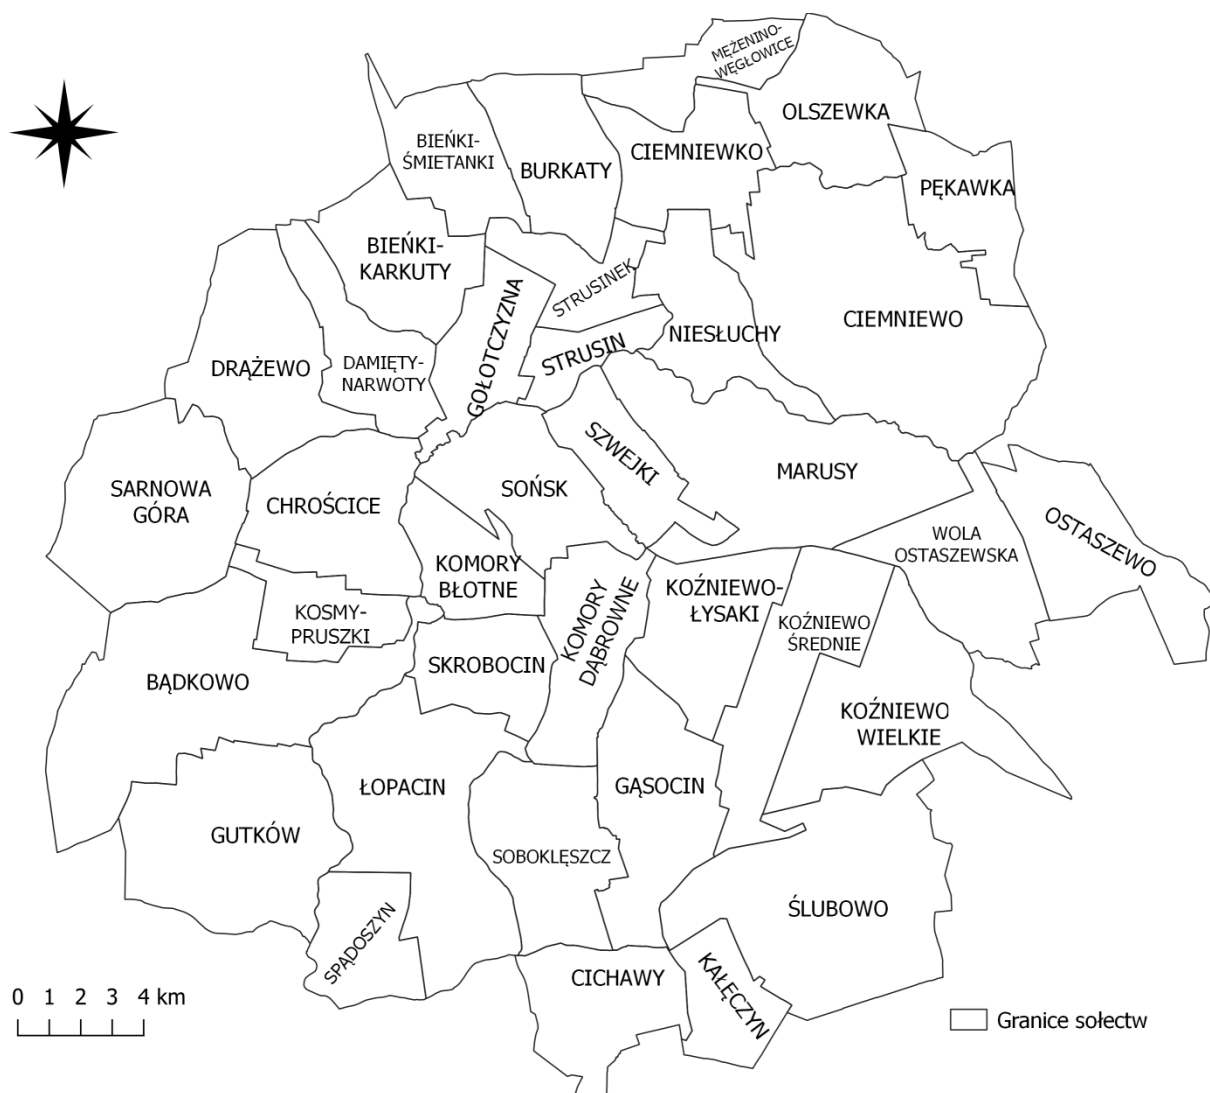 MĘŻENINO-
WĘGŁOWICE
OLSZEWKA
BIEŃKI-
ŚMIETANKI
BURKATY
CIEMNIEWKO
PĘKAWKA
BIEŃKI-
KARKUTY
STRUSINEK
GOŁOTCZYZNA
CIEMNIEWO
NIESŁUCHY
STRUSIN
DRĄŻEWO
DAMIĘTY-
NARWOTY
SZWEJKI
MARUSY
SARNOWA
GÓRA
CHROŚCICE
SOŃSK
WOLA
OSTASZEWSKA
OSTASZEWO
KOMORY
BŁOTNE
KOMORY
DĄBROWNE
KOŹNIEWO-
ŁYSAKI
KOŹNIEWO
ŚREDNIE
KOSMY-
PRUSZKI
SKROBOCIN
BĄDKOWO
KOŹNIEWO
WIELKIE
ŁOPACIN
GĄSOCIN
GUTKÓW
SOBOKLĘSZCZ
ŚLUBOWO
SPĄDOSZYN
CICHAWY
KAŁĘCZYN
0 1 2 3 4 km
Granice sołectw